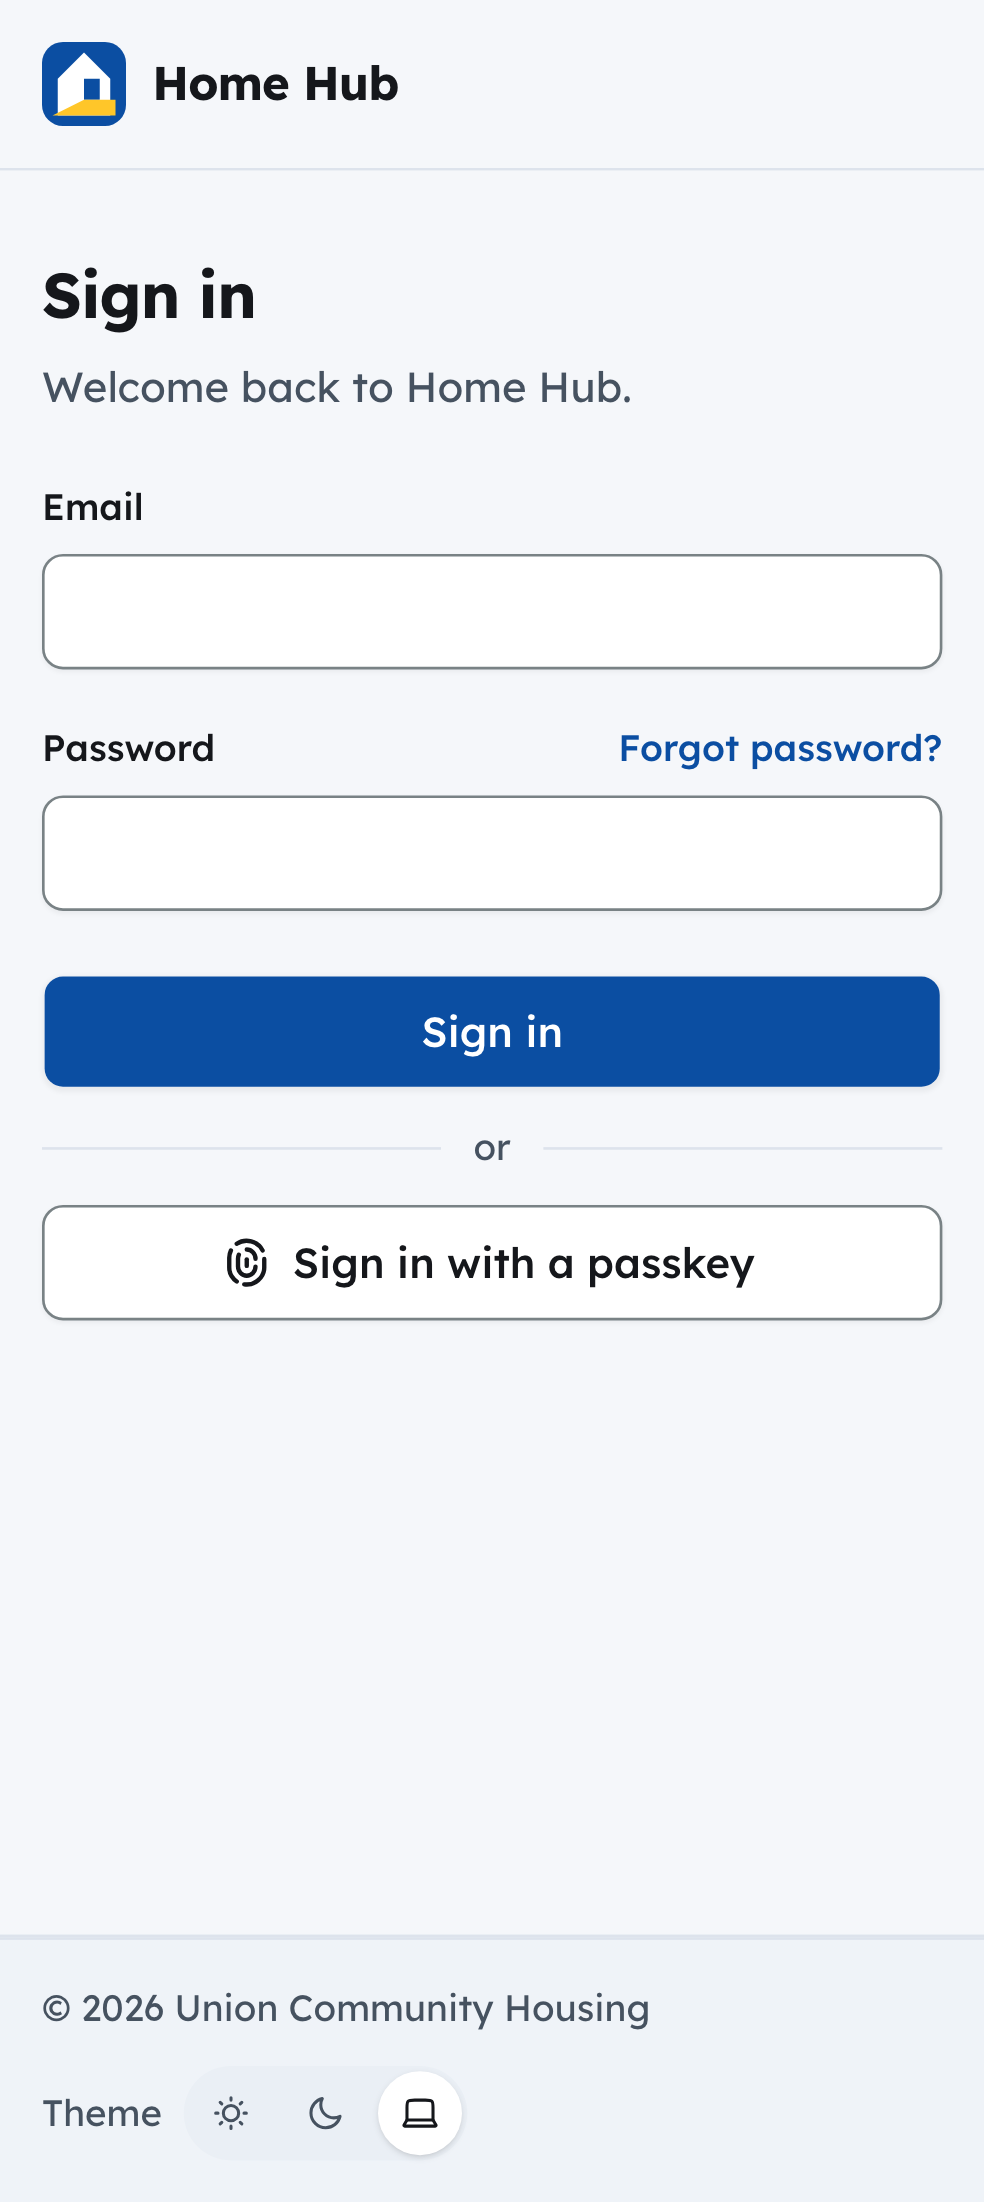 Home Hub
Sign in
Welcome back to Home Hub.
Email
Password
Forgot password?
Sign in
or
Sign in with a passkey
© 2026 Union Community Housing
Theme